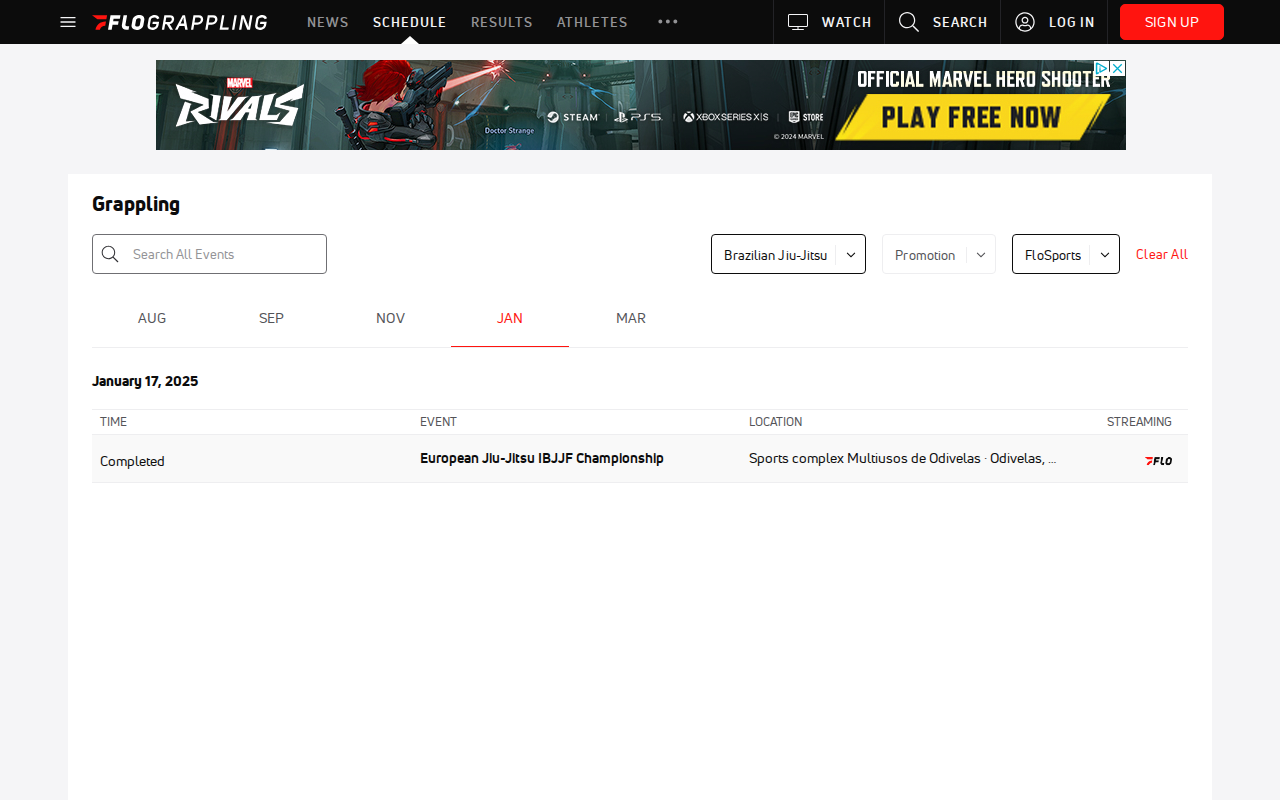 FLOGRAPPLING
NEWS
SCHEDULE
RESULTS
ATHLETES
WATCH
SEARCH
LOG IN
SIGN UP
MARVEL
RIVALS
Doctor Strange
STEAM
PS5
XBOX SERIES X|S
EPIC GAMES STORE
© 2024 MARVEL
OFFICIAL MARVEL HERO SHOOTER
PLAY FREE NOW
Grappling
Search All Events
Brazilian Jiu-Jitsu
Promotion
FloSports
Clear All
AUG
SEP
NOV
JAN
MAR
January 17, 2025
TIME
EVENT
LOCATION
STREAMING
Completed
European Jiu-Jitsu IBJJF Championship
Sports complex Multiusos de Odivelas · Odivelas, ...
FLO